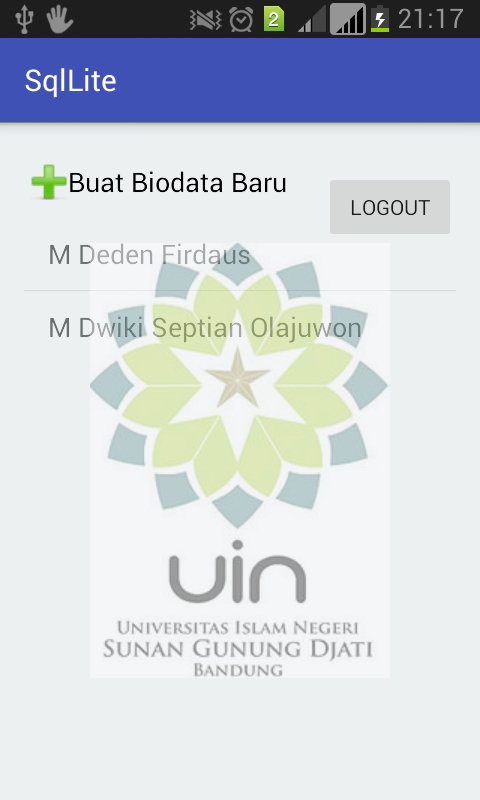 2
21:17
SqlLite
Buat Biodata Baru
LOGOUT
M Deden Firdaus
M Dwiki Septian Olajuwon
uin
UNIVERSITAS ISLAM NEGERI
SUNAN GUNUNG DJATI
BANDUNG